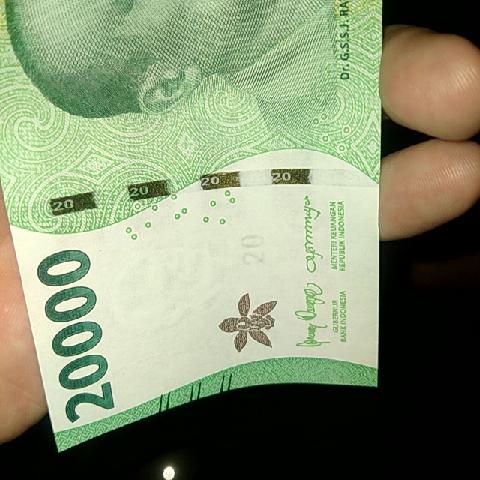 Dr. G.S.S.J. RA
20 20 20 20
20
MENTERI KEUANGAN
REPUBLIK INDONESIA
GUBERNUR
BANK INDONESIA
20000